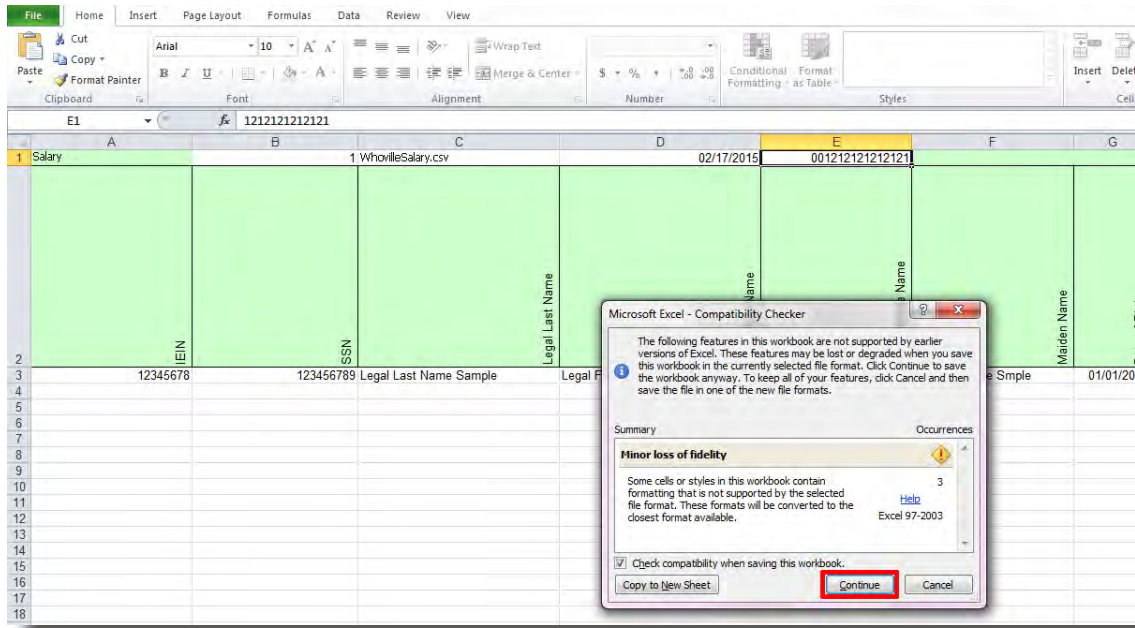 File Home Insert Page Layout Formulas Data Review View
Cut
Copy
Paste
Format Painter
Clipboard
Arial 10 A A
B I U A
Font
Wrap Text
Merge & Center
Alignment
$ % , .00 .0
Number
Conditional Formatting
Format as Table
Styles
Insert
E1 fx 1212121212121
A B C D E F G
1 Salary 1 WhovilleSalary.csv 02/17/2015 001212121212121
2 IEIN SSN Legal Last Name Name Name Maiden Name
3 12345678 123456789 Legal Last Name Sample Legal F Smple 01/01/20
4
5
6
7
8
9
10
11
12
13
14
15
16
17
18
Microsoft Excel - Compatibility Checker
The following features in this workbook are not supported by earlier
versions of Excel. These features may be lost or degraded when you save
this workbook in the currently selected file format. Click Continue to save
the workbook anyway. To keep all of your features, click Cancel and then
save the file in one of the new file formats.
Summary Occurrences
Minor loss of fidelity
Some cells or styles in this workbook contain 3
formatting that is not supported by the selected
file format. These formats will be converted to the
closest format available.
Help
Excel 97-2003
Check compatibility when saving this workbook.
Copy to New Sheet Continue Cancel